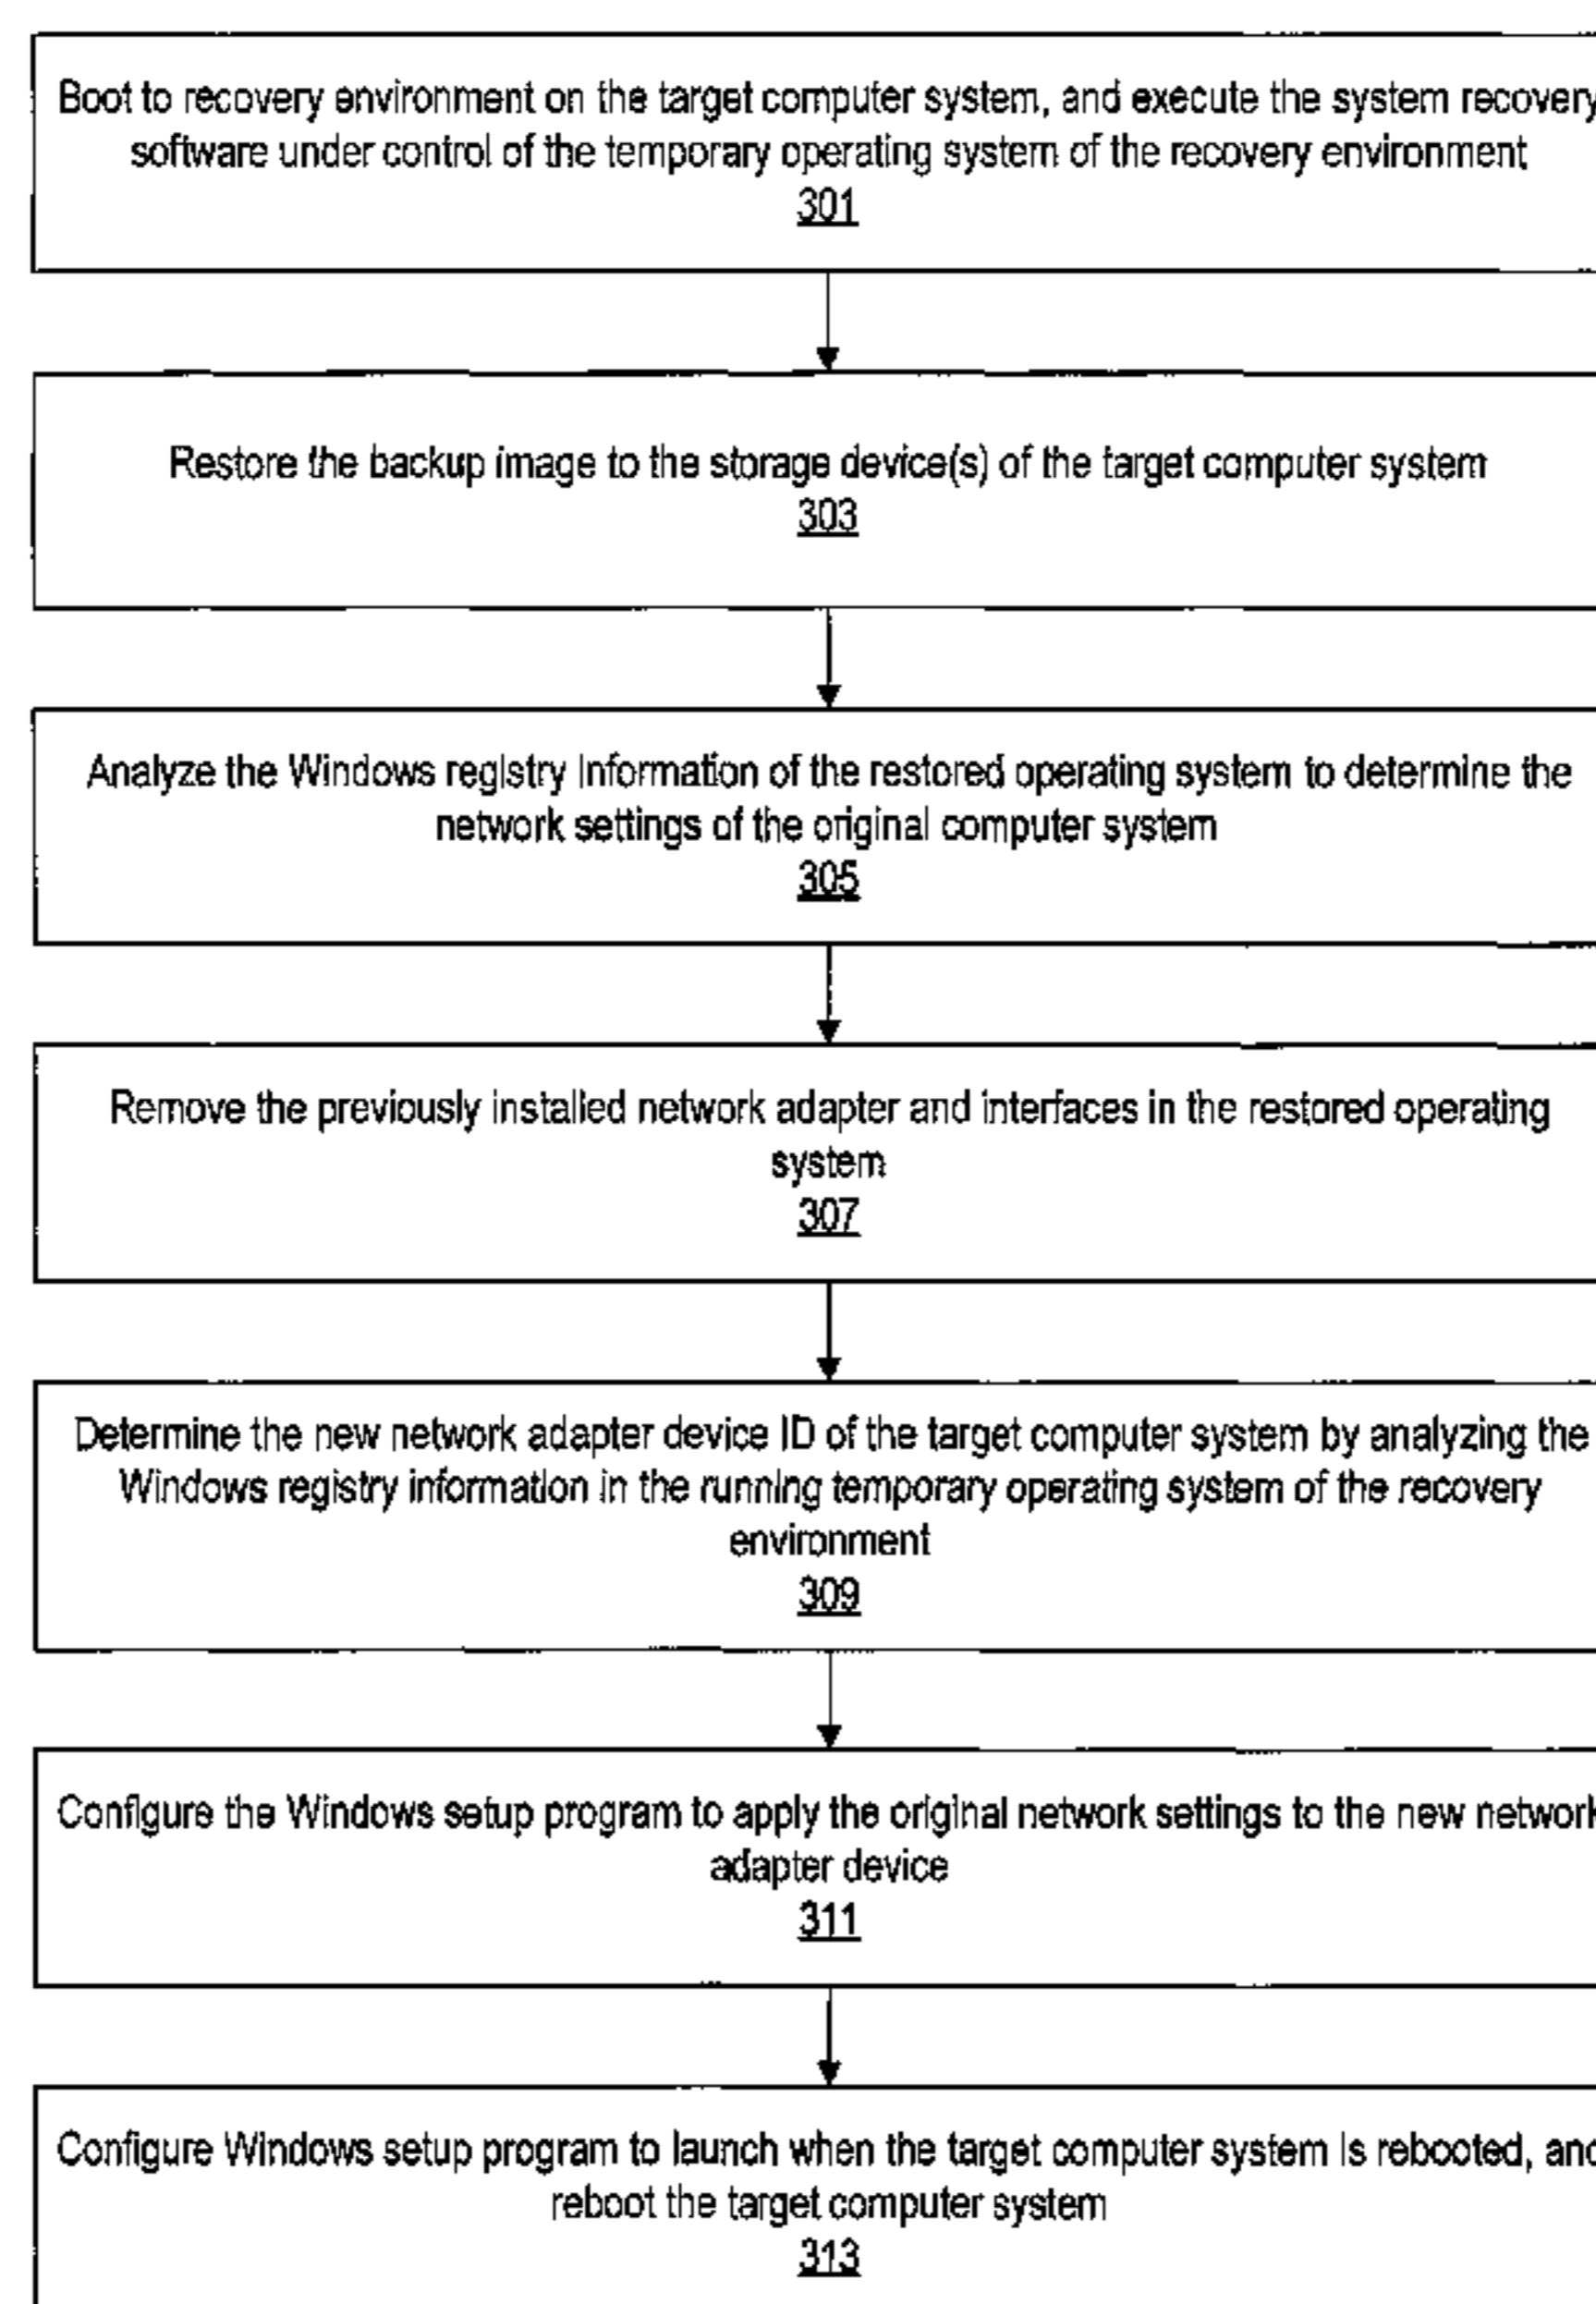 Boot to recovery environment on the target computer system, and execute the system recovery
software under control of the temporary operating system of the recovery environment
301
Restore the backup image to the storage device(s) of the target computer system
303
Analyze the Windows registry information of the restored operating system to determine the
network settings of the original computer system
305
Remove the previously installed network adapter and interfaces in the restored operating
system
307
Determine the new network adapter device ID of the target computer system by analyzing the
Windows registry information in the running temporary operating system of the recovery
environment
309
Configure the Windows setup program to apply the original network settings to the new network
adapter device
311
Configure Windows setup program to launch when the target computer system is rebooted, and
reboot the target computer system
313